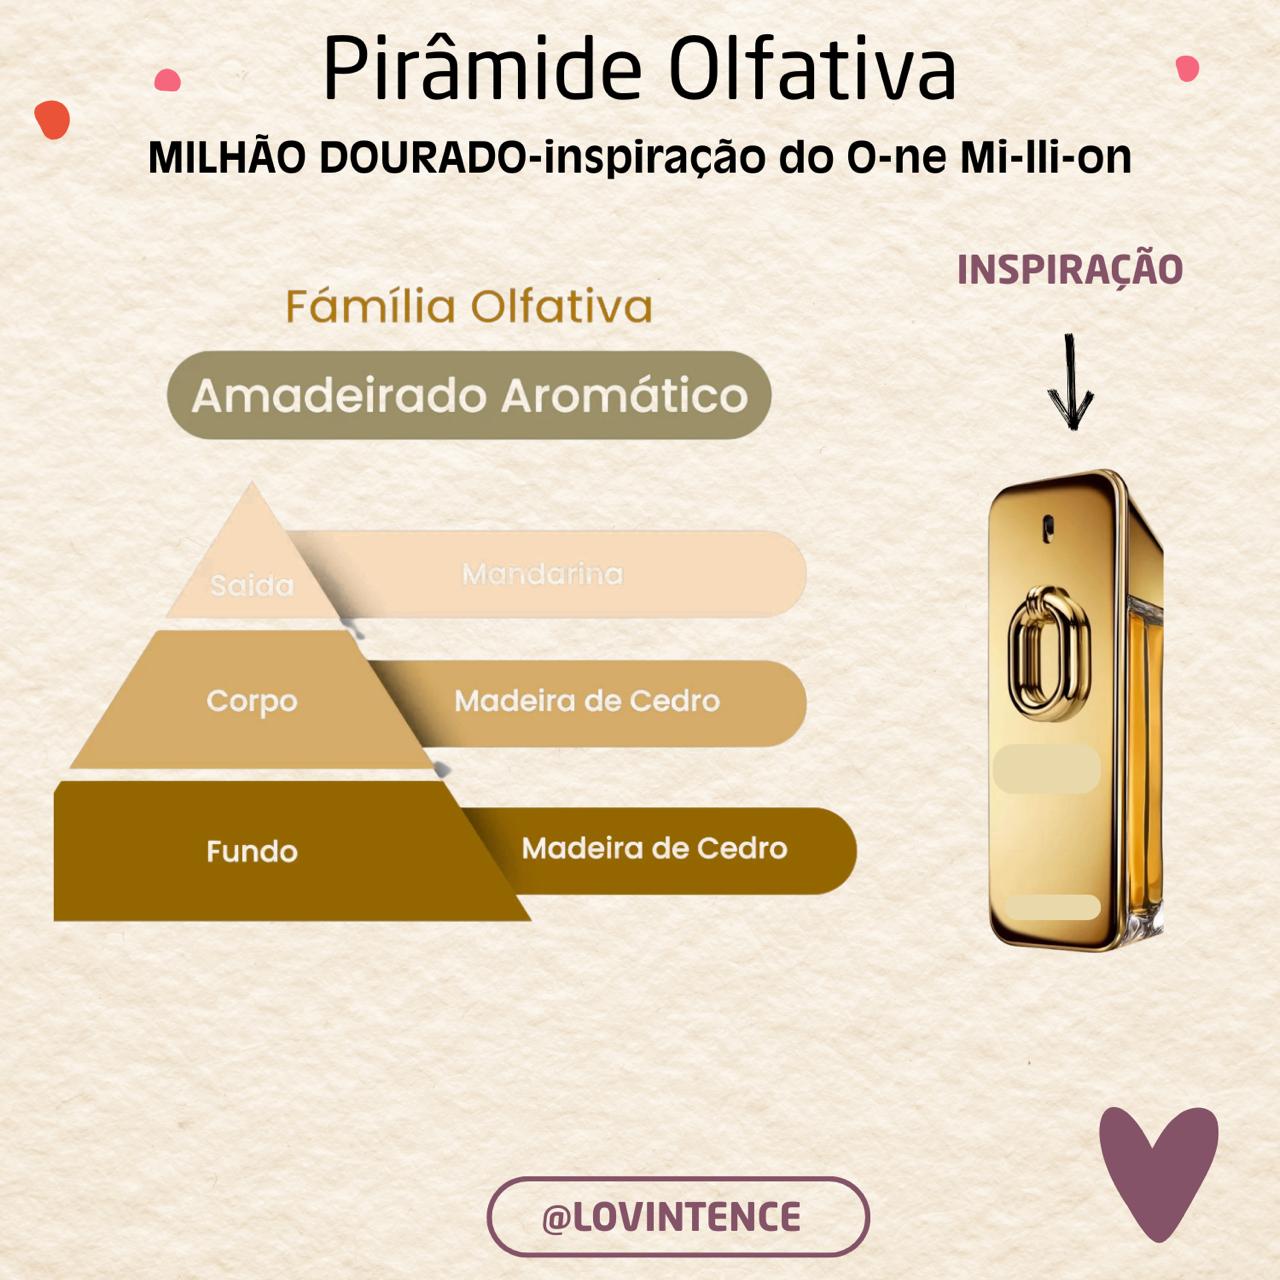 Pirâmide Olfativa
MILHÃO DOURADO-inspiração do O-ne Mi-lli-on
INSPIRAÇÃO
Fámília Olfativa
Amadeirado Aromático
Saida
Mandarina
Corpo
Madeira de Cedro
Fundo
Madeira de Cedro
@LOVINTENCE